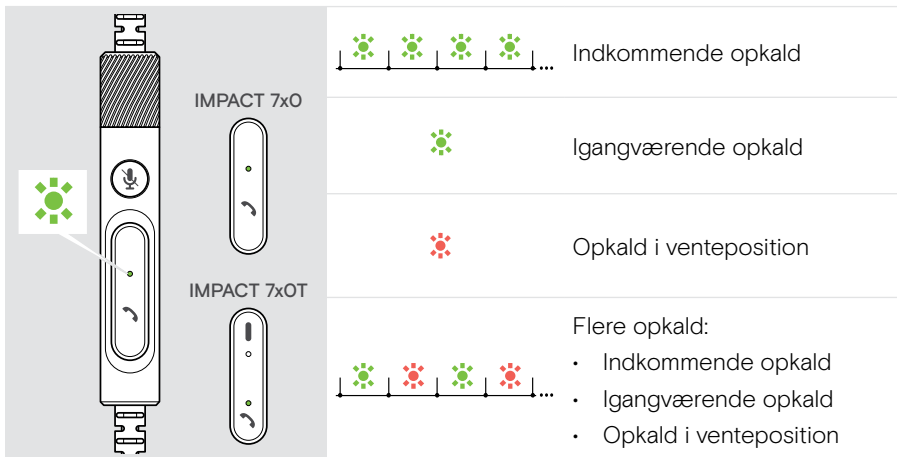 IMPACT 7x0
IMPACT 7x0T
Indkommende opkald
Igangværende opkald
Opkald i venteposition
Flere opkald:
• Indkommende opkald
• Igangværende opkald
• Opkald i venteposition